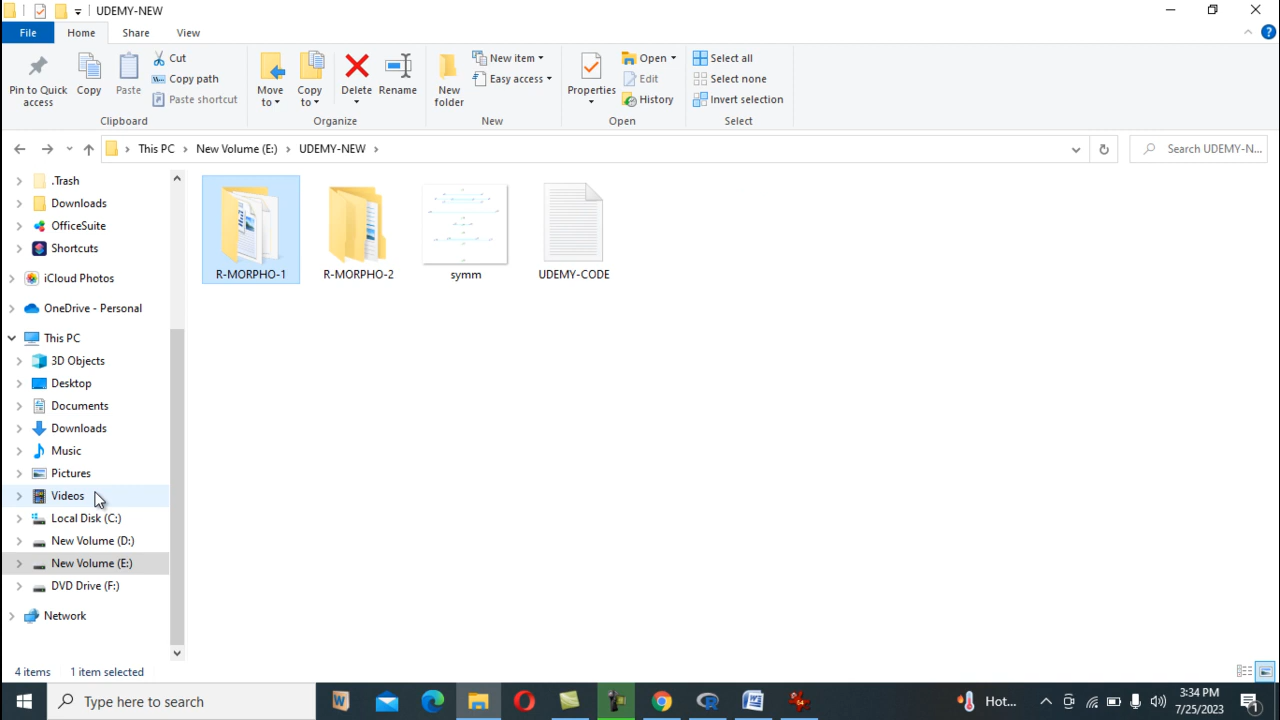 UDEMY-NEW
File Home Share View
Pin to Quick access
Copy
Paste
Cut
Copy path
Paste shortcut
Clipboard
Move to
Copy to
Delete
Rename
Organize
New folder
New item
Easy access
New
Properties
Open
Edit
History
Open
Select all
Select none
Invert selection
Select
This PC > New Volume (E:) > UDEMY-NEW >
Search UDEMY-N...
.Trash
Downloads
OfficeSuite
Shortcuts
iCloud Photos
OneDrive - Personal
This PC
3D Objects
Desktop
Documents
Downloads
Music
Pictures
Videos
Local Disk (C:)
New Volume (D:)
New Volume (E:)
DVD Drive (F:)
Network
R-MORPHO-1
R-MORPHO-2
symm
UDEMY-CODE
4 items 1 item selected
Type here to search
Hot...
3:34 PM
7/25/2023
1